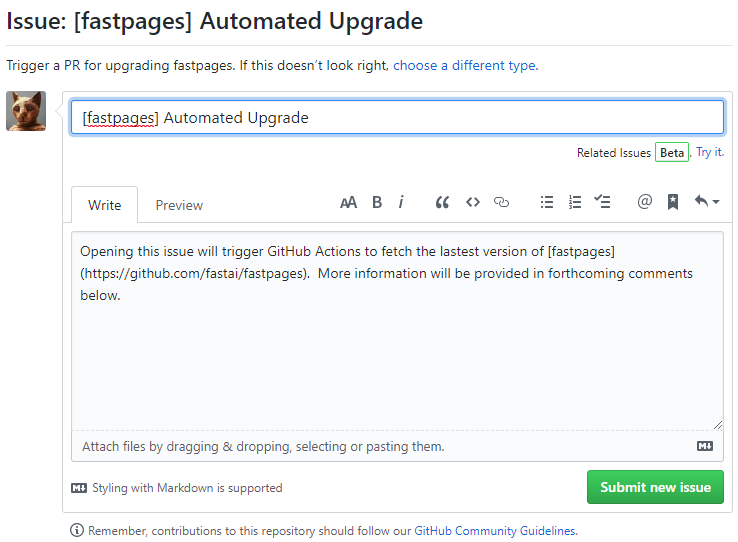 Issue: [fastpages] Automated Upgrade
Trigger a PR for upgrading fastpages. If this doesn't look right, choose a different type.
[fastpages] Automated Upgrade
Related Issues Beta. Try it.
Write Preview AA B i @
Opening this issue will trigger GitHub Actions to fetch the lastest version of [fastpages]
(https://github.com/fastai/fastpages). More information will be provided in forthcoming comments
below.
Attach files by dragging & dropping, selecting or pasting them.
Styling with Markdown is supported
Submit new issue
Remember, contributions to this repository should follow our GitHub Community Guidelines.